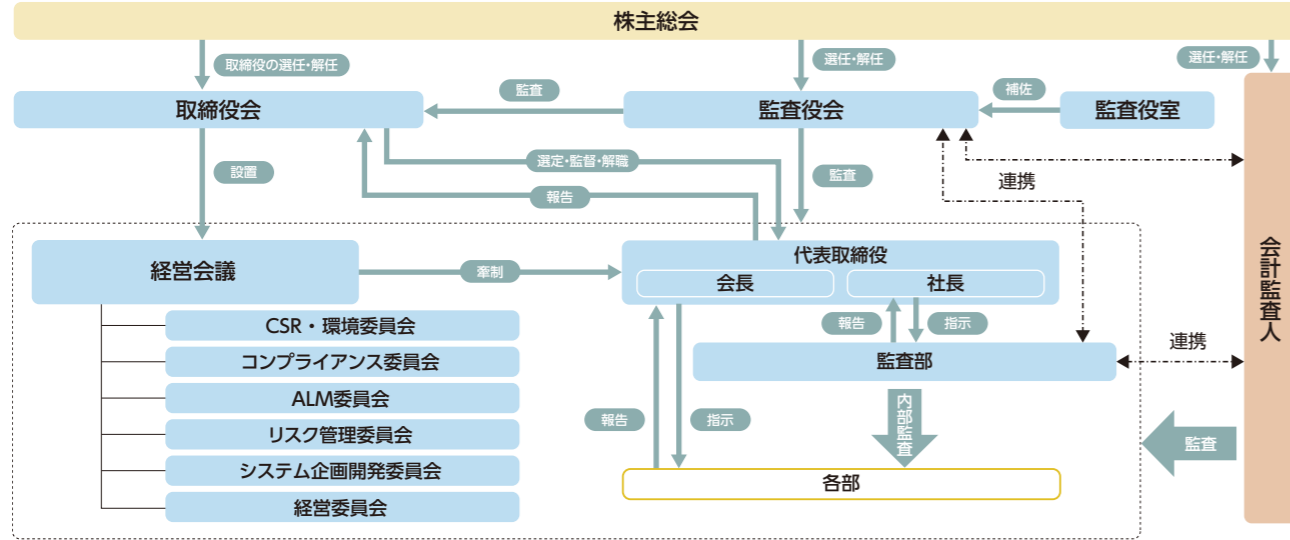 株主総会
取締役の選任・解任
選任・解任
選任・解任
取締役会
監査
監査役会
補佐
監査役室
設置
選定・監督・解職
報告
監査
連携
経営会議
牽制
代表取締役
会長
社長
会計監査人
CSR・環境委員会
コンプライアンス委員会
ALM委員会
リスク管理委員会
システム企画開発委員会
経営委員会
報告
指示
連携
監査部
報告
指示
内部監査
監査
各部